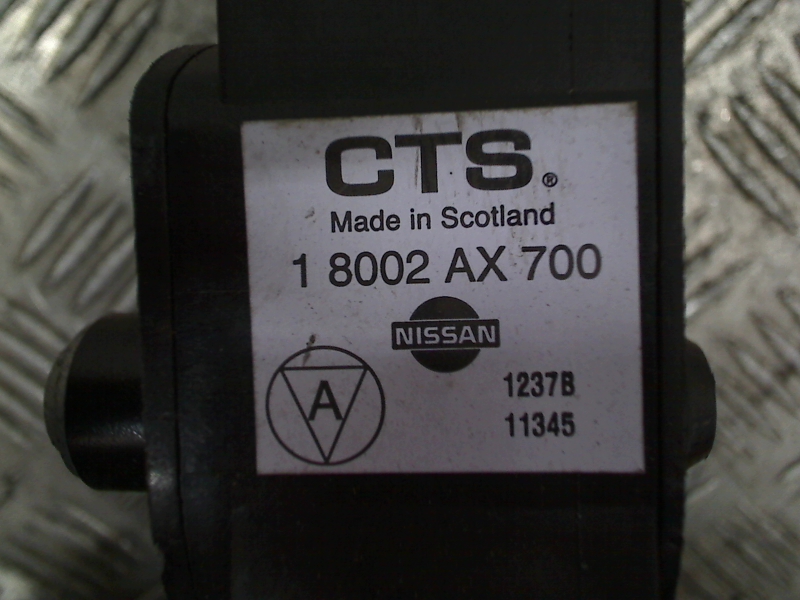 CTS®
Made in Scotland
1 8002 AX 700
NISSAN
A
1237B
11345